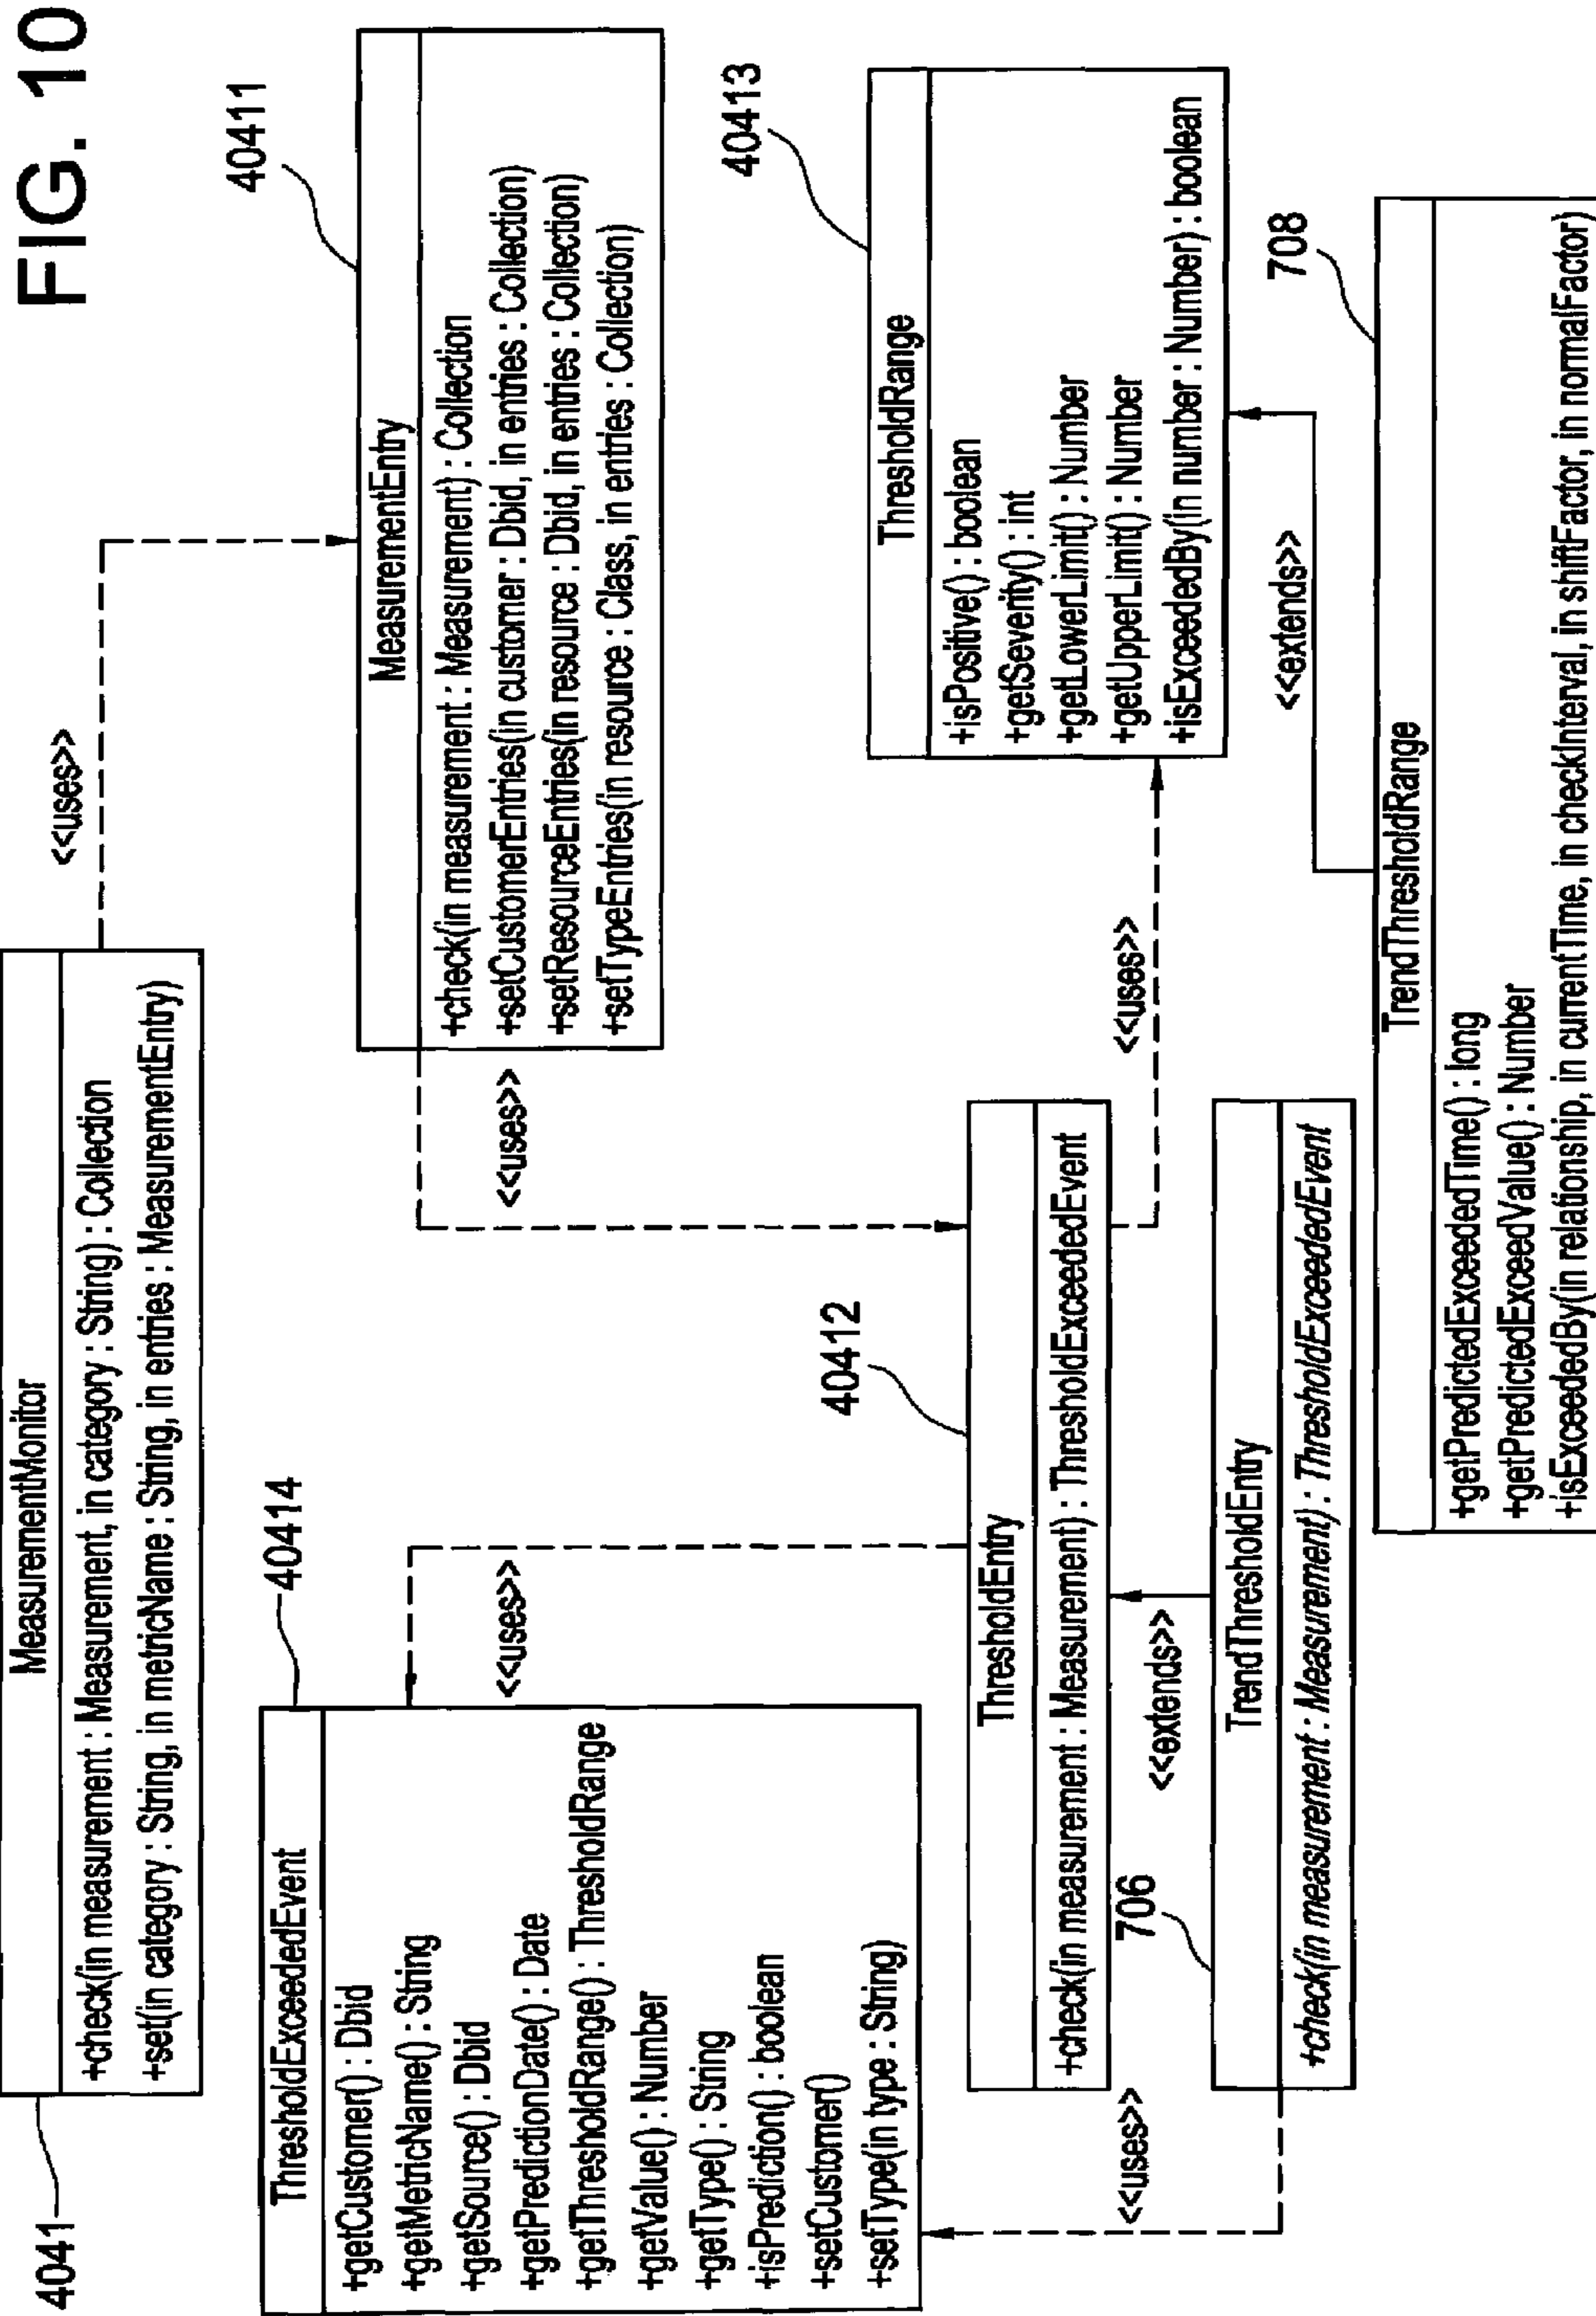 FIG. 10
4041
MeasurementMonitor
+check(in measurement : Measurement, in category : String) : Collection
+set(in category : String, in metricName : String, in entries : MeasurementEntry)
<<uses>>
40411
MeasurementEntry
+check(in measurement : Measurement) : Collection
+setCustomerEntries(in customer : Dbid, in entries : Collection)
+setResourceEntries(in resource : Dbid, in entries : Collection)
+setTypeEntries(in resource : Class, in entries : Collection)
<<uses>>
40414
ThresholdExceededEvent
+getCustomer() : Dbid
+getMetricName() : String
+getSource() : Dbid
+getPredictionDate() : Date
+getThresholdRange() : ThresholdRange
+getValue() : Number
+getType() : String
+isPrediction() : boolean
+setCustomer()
+setType(in type : String)
<<uses>>
40412
ThresholdEntry
+check(in measurement : Measurement) : ThresholdExceededEvent
<<uses>>
40413
ThresholdRange
+isPositive() : boolean
+getSeverity() : int
+getLowerLimit() : Number
+getUpperLimit() : Number
+isExceededBy(in number : Number) : boolean
<<extends>>
706
TrendThresholdEntry
+check(in measurement : Measurement) : ThresholdExceededEvent
<<uses>>
<<extends>>
708
TrendThresholdRange
+getPredictedExceededTime() : long
+getPredictedExceedValue() : Number
+isExceededBy(in relationship, in currentTime, in checkInterval, in shiftFactor, in normalFactor)